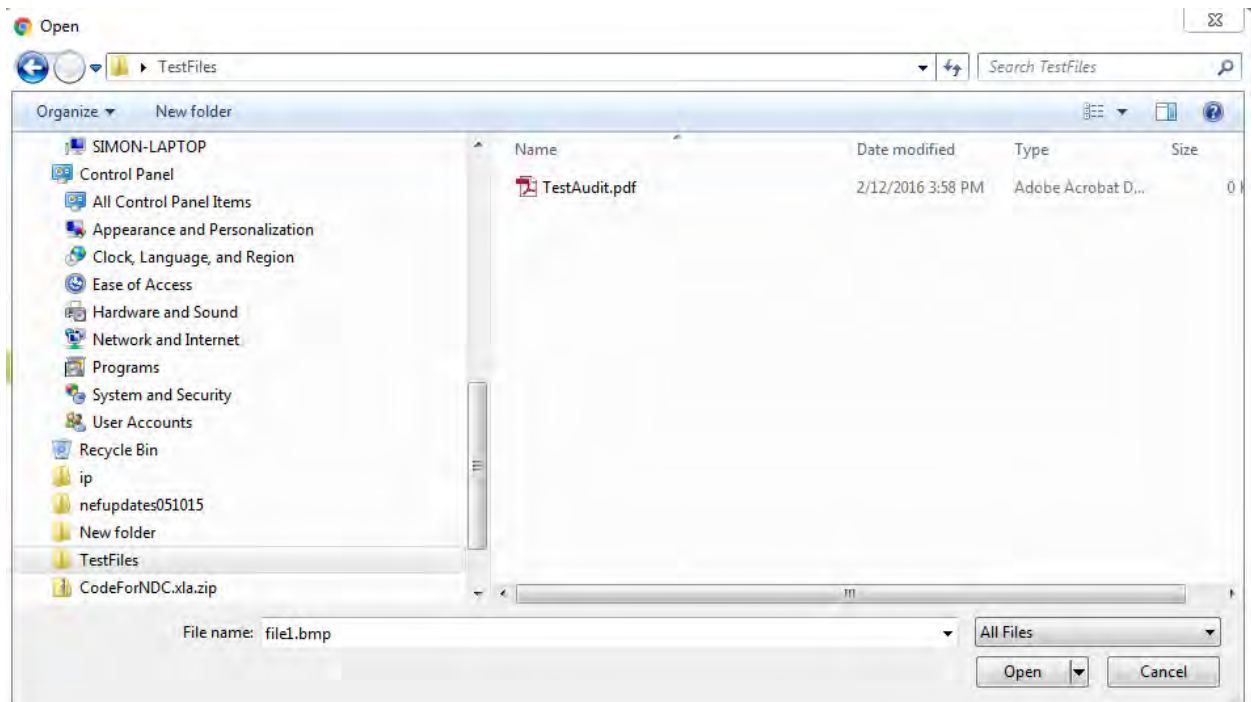 Open
TestFiles
Search TestFiles
Organize
New folder
SIMON-LAPTOP
Control Panel
All Control Panel Items
Appearance and Personalization
Clock, Language, and Region
Ease of Access
Hardware and Sound
Network and Internet
Programs
System and Security
User Accounts
Recycle Bin
ip
nefupdates051015
New folder
TestFiles
CodeForNDC.xla.zip
Name Date modified Type Size
TestAudit.pdf 2/12/2016 3:58 PM Adobe Acrobat D... 0
File name: file1.bmp
All Files
Open
Cancel